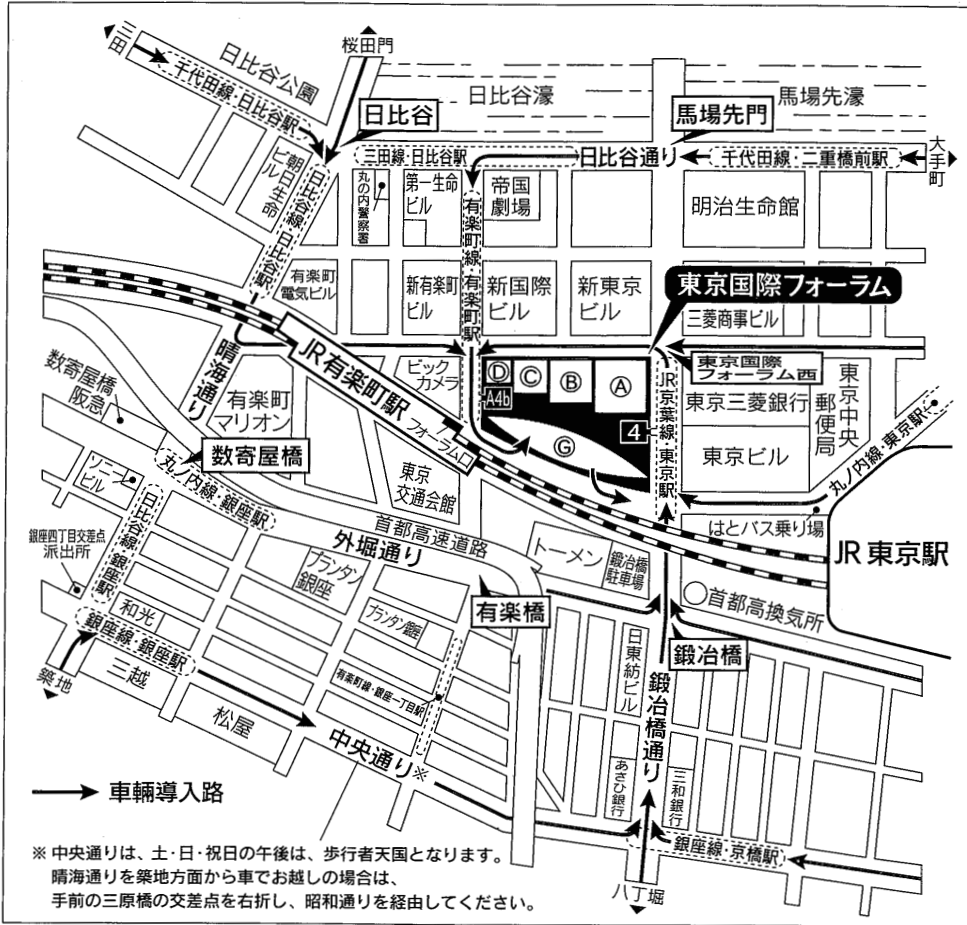 三田
日比谷公園
桜田門
日比谷濠
馬場先濠
千代田線・日比谷駅
日比谷
馬場先門
大手町
三田線・日比谷駅
日比谷通り
千代田線・二重橋前駅
朝日生命
ビル
日比谷線・日比谷駅
丸の内警察署
第一生命
ビル
有楽町線・有楽町駅
帝国
劇場
明治生命館
有楽町
電気ビル
新有楽町
ビル
新国際
ビル
新東京
ビル
東京国際フォーラム
三菱商事ビル
東京国際
フォーラム西
JR有楽町駅
ビック
カメラ
D
C
B
A
A4b
4
G
JR京葉線・東京駅
東京三菱銀行
東京中央
郵便局
東京ビル
丸ノ内線・東京駅
はとバス乗り場
JR東京駅
晴海通り
数寄屋橋
阪急
有楽町
マリオン
フォーラム口
数寄屋橋
丸ノ内線・銀座駅
東京
交通会館
ソニー
ビル
日比谷線・銀座駅
銀座四丁目交差点
派出所
首都高速道路
外堀通り
トーメン
鍛冶橋
駐車場
首都高換気所
プランタン
銀座
有楽橋
鍛冶橋
プランタン銀座
和光
銀座線・銀座駅
築地
三越
松屋
有楽町線・銀座一丁目駅
日東紡ビル
鍛冶橋通り
中央通り※
あさひ銀行
三和銀行
車輌導入路
銀座線・京橋駅
八丁堀
※ 中央通りは、土・日・祝日の午後は、歩行者天国となります。
晴海通りを築地方面から車でお越しの場合は、
手前の三原橋の交差点を右折し、昭和通りを経由してください。